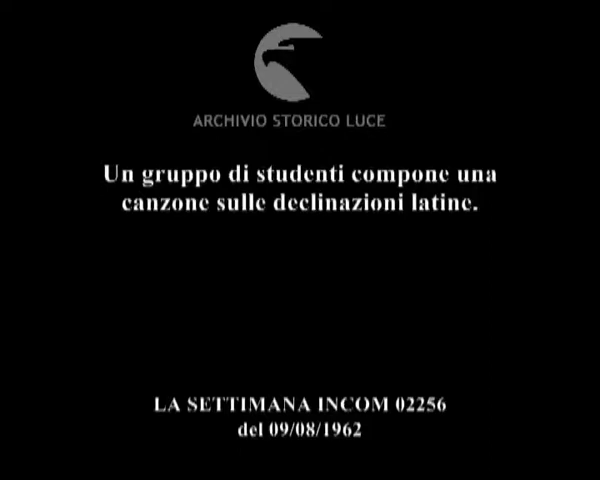 ARCHIVIO STORICO LUCE
Un gruppo di studenti compone una
canzone sulle declinazioni latine.
LA SETTIMANA INCOM 02256
del 09/08/1962